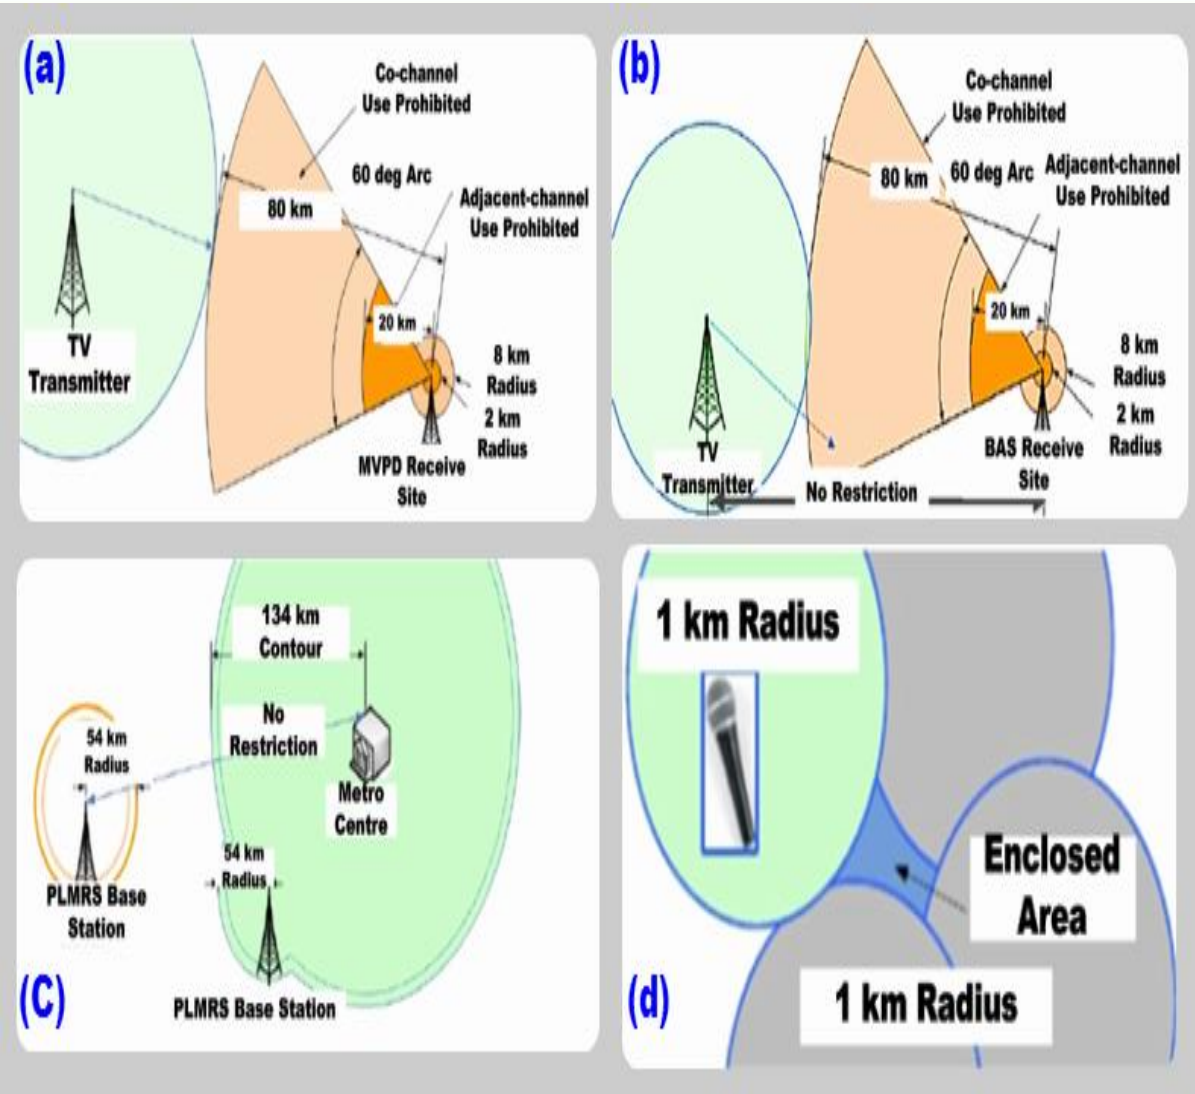 (a)
Co-channel
Use Prohibited
60 deg Arc
80 km
Adjacent-channel
Use Prohibited
20 km
TV
Transmitter
8 km
Radius
2 km
Radius
MVPD Receive
Site
(b)
Co-channel
Use Prohibited
60 deg Arc
Adjacent-channel
Use Prohibited
80 km
20 km
8 km
Radius
2 km
Radius
TV
Transmitter
BAS Receive
Site
No Restriction
134 km
Contour
No
Restriction
54 km
Radius
Metro
Centre
54 km
Radius
PLMRS Base
Station
PLMRS Base Station
(C)
1 km Radius
Enclosed
Area
1 km Radius
(d)